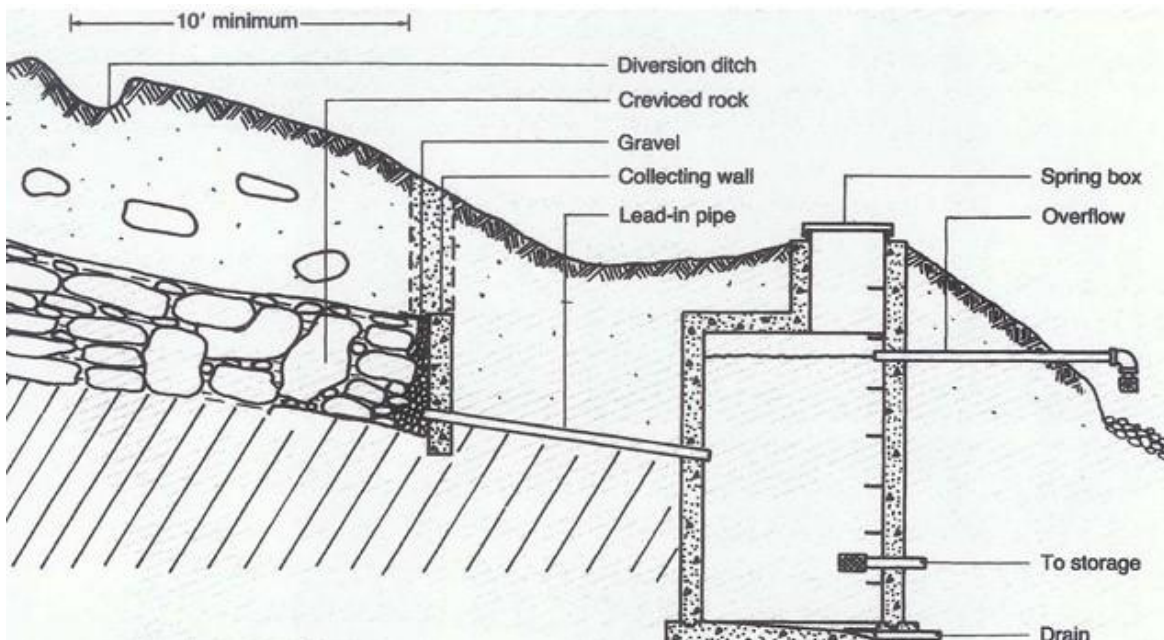 10' minimum
Diversion ditch
Creviced rock
Gravel
Collecting wall
Lead-in pipe
Spring box
Overflow
To storage
Drain